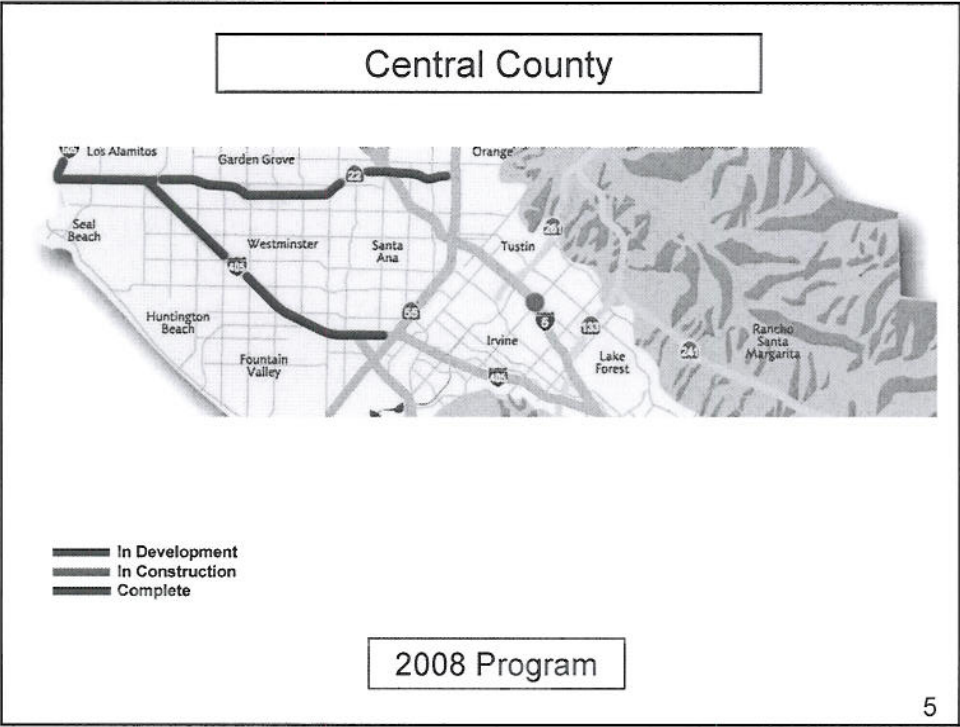 Central County
605
Los Alamitos
Garden Grove
Orange
22
Seal
Beach
Westminster
Santa
Ana
Tustin
261
405
Huntington
Beach
55
Irvine
5
133
Rancho
Santa
Margarita
241
Fountain
Valley
Lake
Forest
405
In Development
In Construction
Complete
2008 Program
5